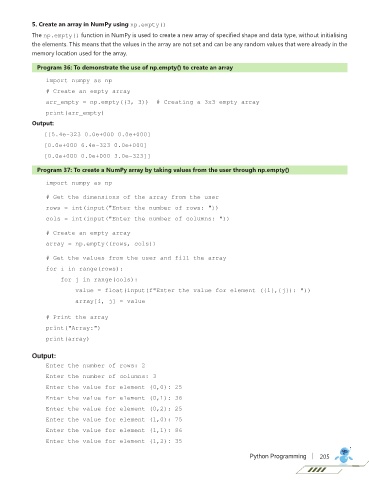 5. Create an array in NumPy using np.empty()
The np.empty() function in NumPy is used to create a new array of specified shape and data type, without initialising
the elements. This means that the values in the array are not set and can be any random values that were already in the
memory location used for the array.
Program 36: To demonstrate the use of np.empty() to create an array
import numpy as np
# Create an empty array
arr_empty = np.empty((3, 3)) # Creating a 3x3 empty array
print(arr_empty)
Output:
[[5.4e-323 0.0e+000 0.0e+000]
[0.0e+000 6.4e-323 0.0e+000]
[0.0e+000 0.0e+000 3.0e-323]]
Program 37: To create a NumPy array by taking values from the user through np.empty()
import numpy as np
# Get the dimensions of the array from the user
rows = int(input("Enter the number of rows: "))
cols = int(input("Enter the number of columns: "))
# Create an empty array
array = np.empty((rows, cols))
# Get the values from the user and fill the array
for i in range(rows):
for j in range(cols):
value = float(input(f"Enter the value for element ({i},{j}): "))
array[i, j] = value
# Print the array
print("Array:")
print(array)
Output:
Enter the number of rows: 2
Enter the number of columns: 3
Enter the value for element (0,0): 25
Enter the value for element (0,1): 36
Enter the value for element (0,2): 25
Enter the value for element (1,0): 75
Enter the value for element (1,1): 86
Enter the value for element (1,2): 35
Python Programming | 205